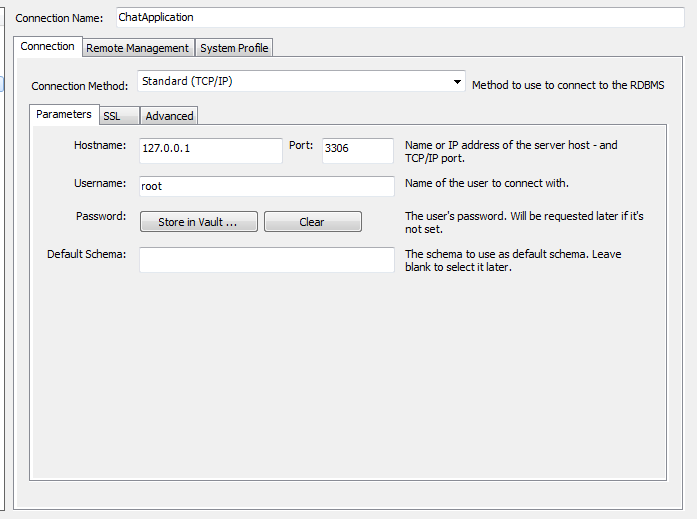 Connection Name: ChatApplication
Connection Remote Management System Profile
Connection Method: Standard (TCP/IP) Method to use to connect to the RDBMS
Parameters SSL Advanced
Hostname: 127.0.0.1 Port: 3306 Name or IP address of the server host - and
TCP/IP port.
Username: root Name of the user to connect with.
Password: Store in Vault ... Clear The user's password. Will be requested later if it's
not set.
Default Schema: The schema to use as default schema. Leave
blank to select it later.